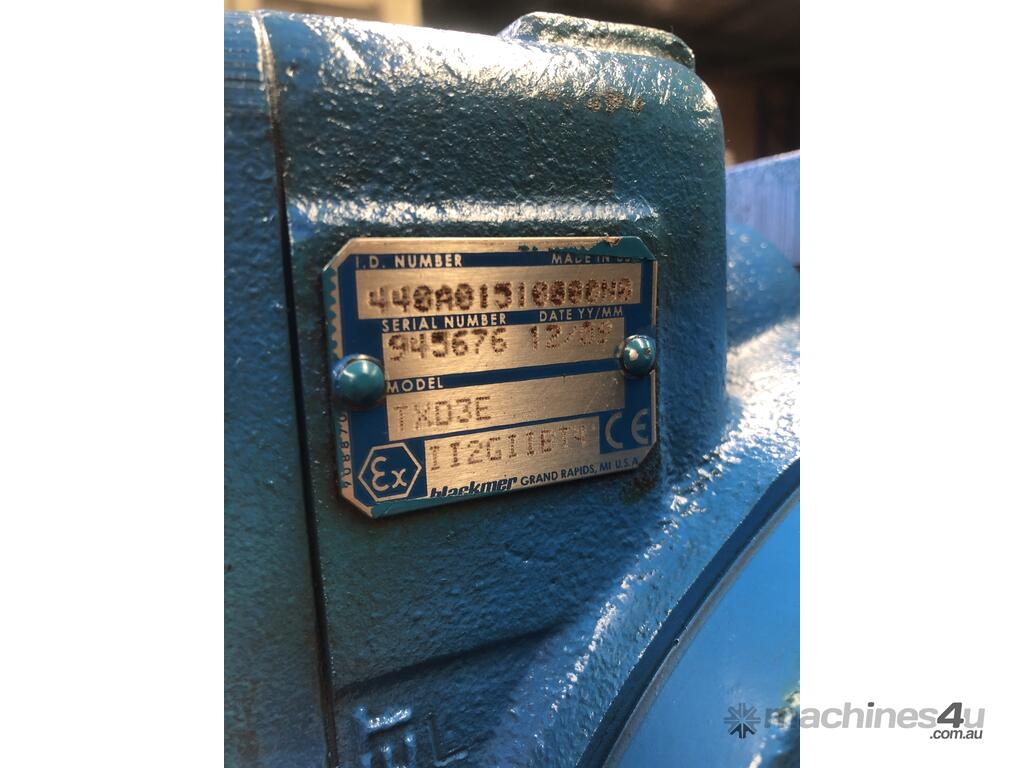 I.D. NUMBER MADE IN
SERIAL NUMBER DATE YY/MM
945676
MODEL
TXD3E
II2GIIBT4 CE
Ex
blackmer GRAND RAPIDS, MI U.S.A.
machines4u
.com.au